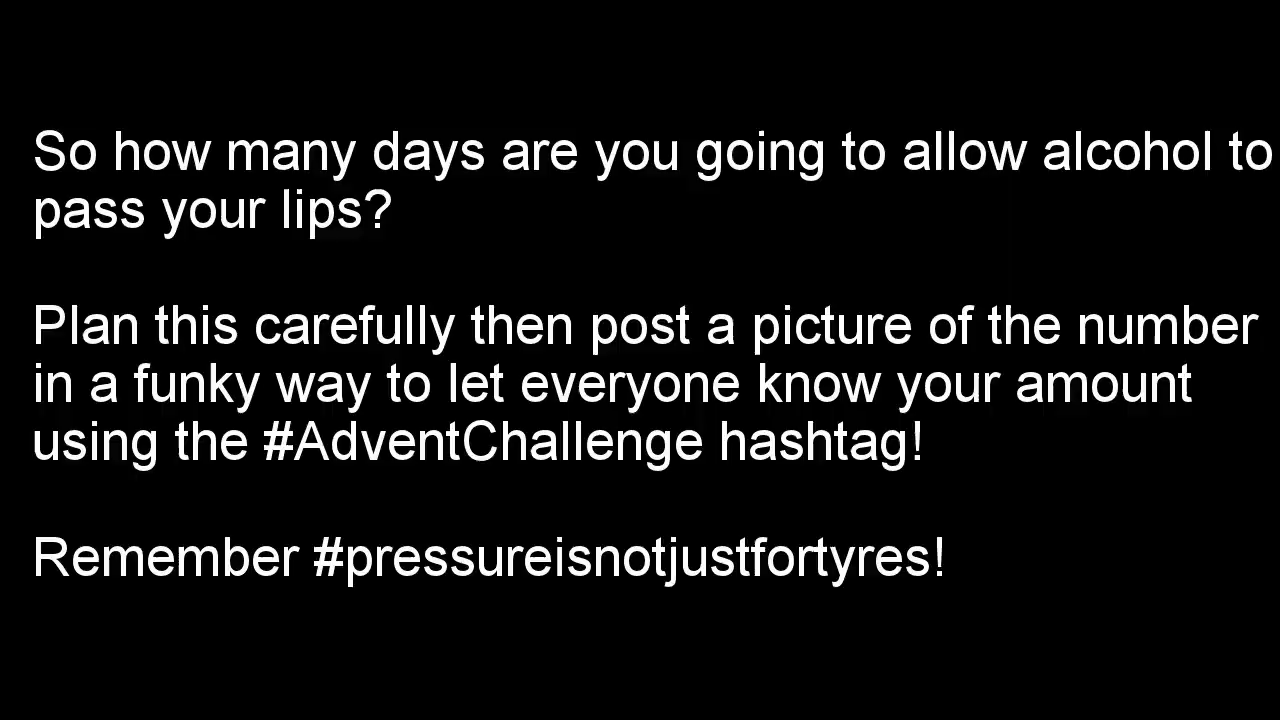 So how many days are you going to allow alcohol to
pass your lips?
Plan this carefully then post a picture of the number
in a funky way to let everyone know your amount
using the #AdventChallenge hashtag!
Remember #pressureisnotjustfortyres!